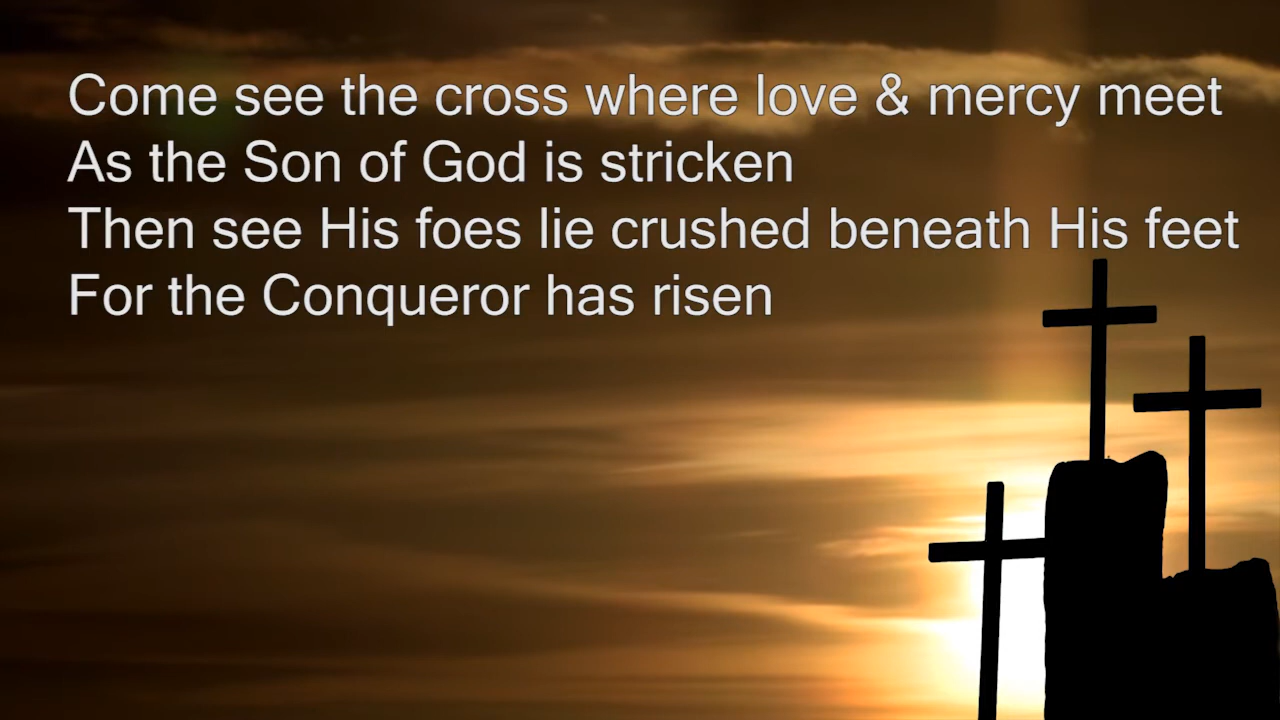 Come see the cross where love & mercy meet
As the Son of God is stricken
Then see His foes lie crushed beneath His feet
For the Conqueror has risen